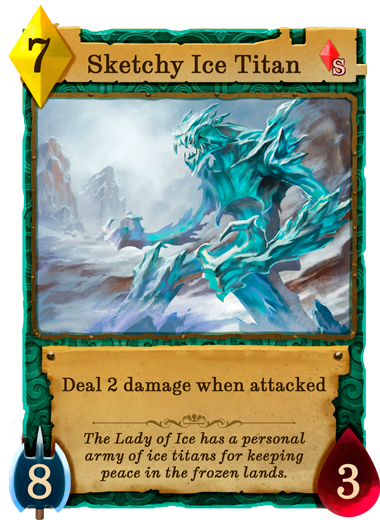 7
Sketchy Ice Titan
S
Deal 2 damage when attacked
The Lady of Ice has a personal
army of ice titans for keeping
peace in the frozen lands.
8
3